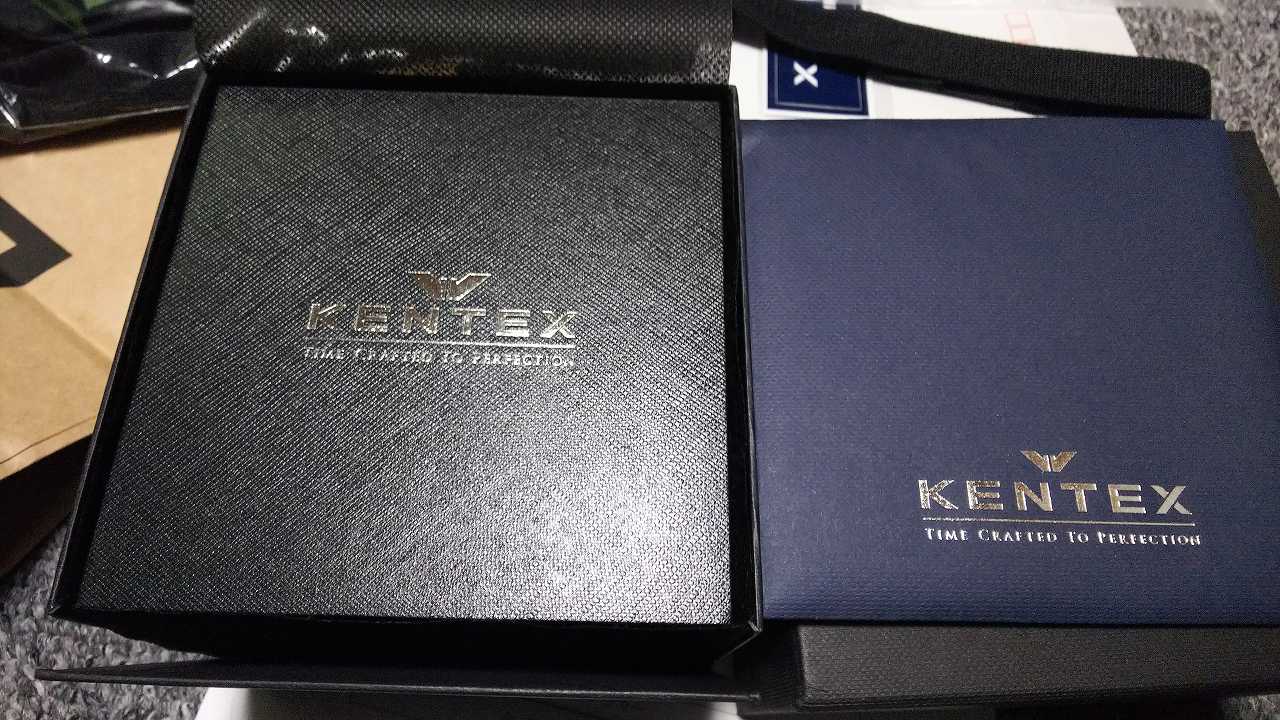 X
KENTEX
TIME CRAFTED TO PERFECTION
KENTEX
TIME CRAFTED TO PERFECTION